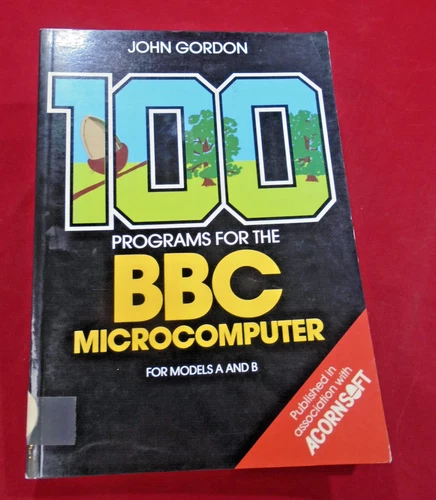 JOHN GORDON
100
PROGRAMS FOR THE
BBC
MICROCOMPUTER
FOR MODELS A AND B
Published in
association with
ACORNSOFT